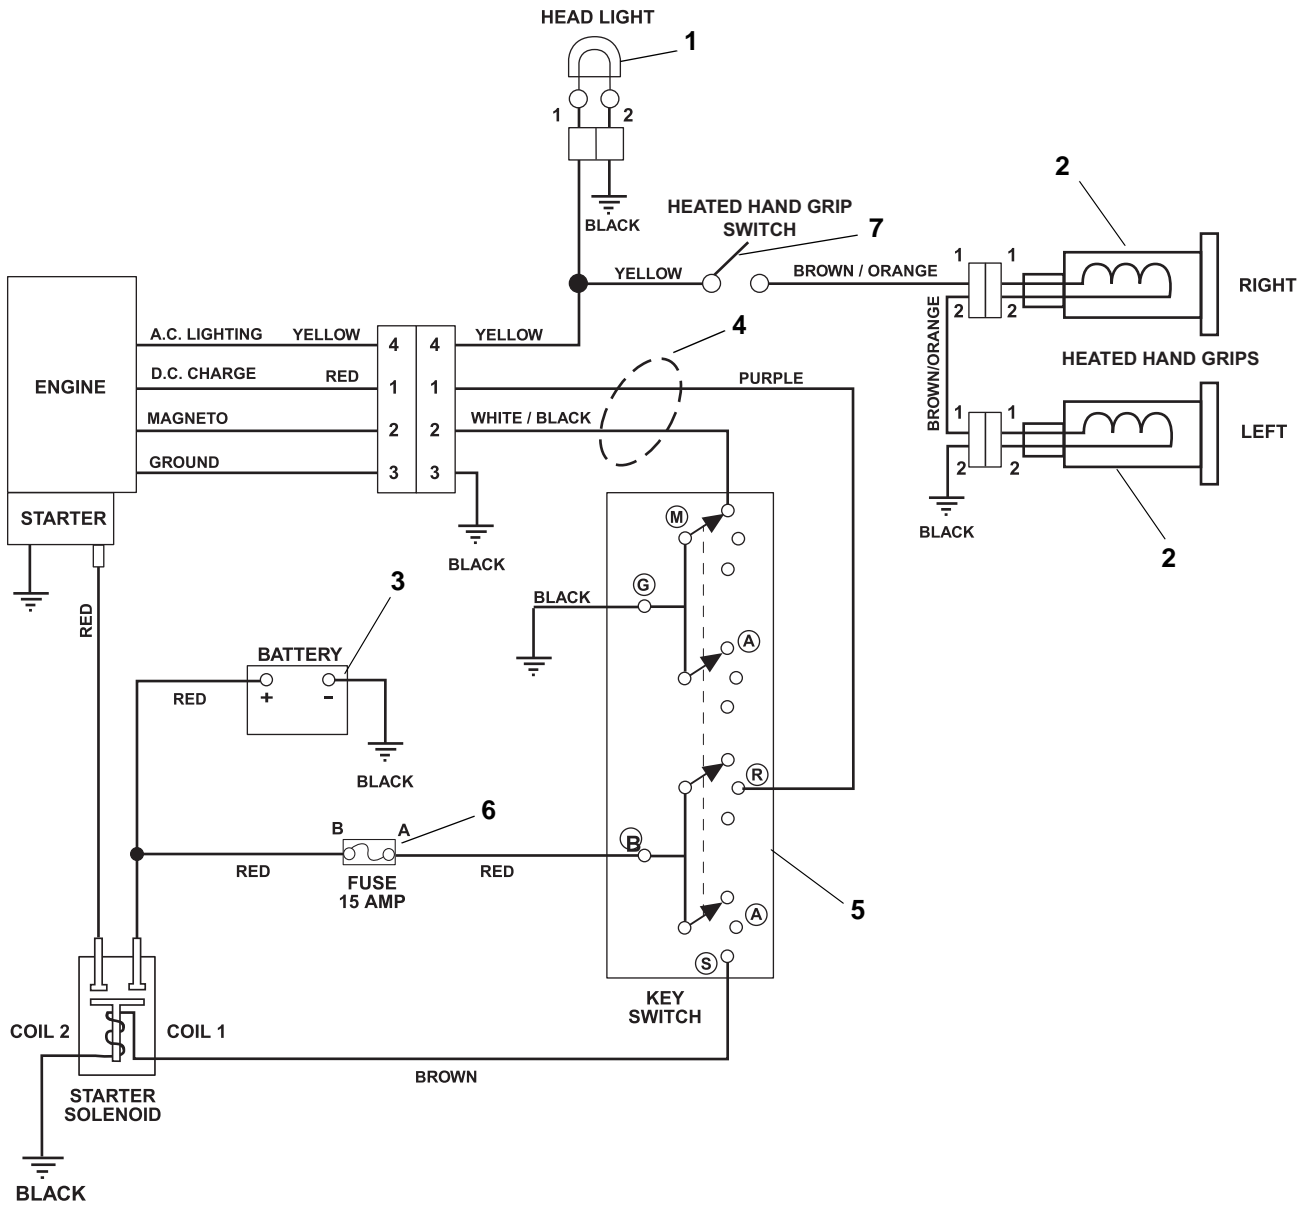 HEAD LIGHT
1
1
2
BLACK
HEATED HAND GRIP
SWITCH
7
2
YELLOW
BROWN / ORANGE
1
1
2
2
RIGHT
BROWN/ORANGE
HEATED HAND GRIPS
1
1
2
2
LEFT
BLACK
2
ENGINE
A.C. LIGHTING
YELLOW
4
4
YELLOW
D.C. CHARGE
RED
1
1
PURPLE
4
MAGNETO
2
2
WHITE / BLACK
GROUND
3
3
BLACK
STARTER
RED
M
G
BLACK
A
3
BATTERY
+
-
RED
BLACK
R
6
B
A
RED
FUSE
15 AMP
RED
B
A
5
S
KEY
SWITCH
COIL 2
COIL 1
BROWN
STARTER
SOLENOID
BLACK